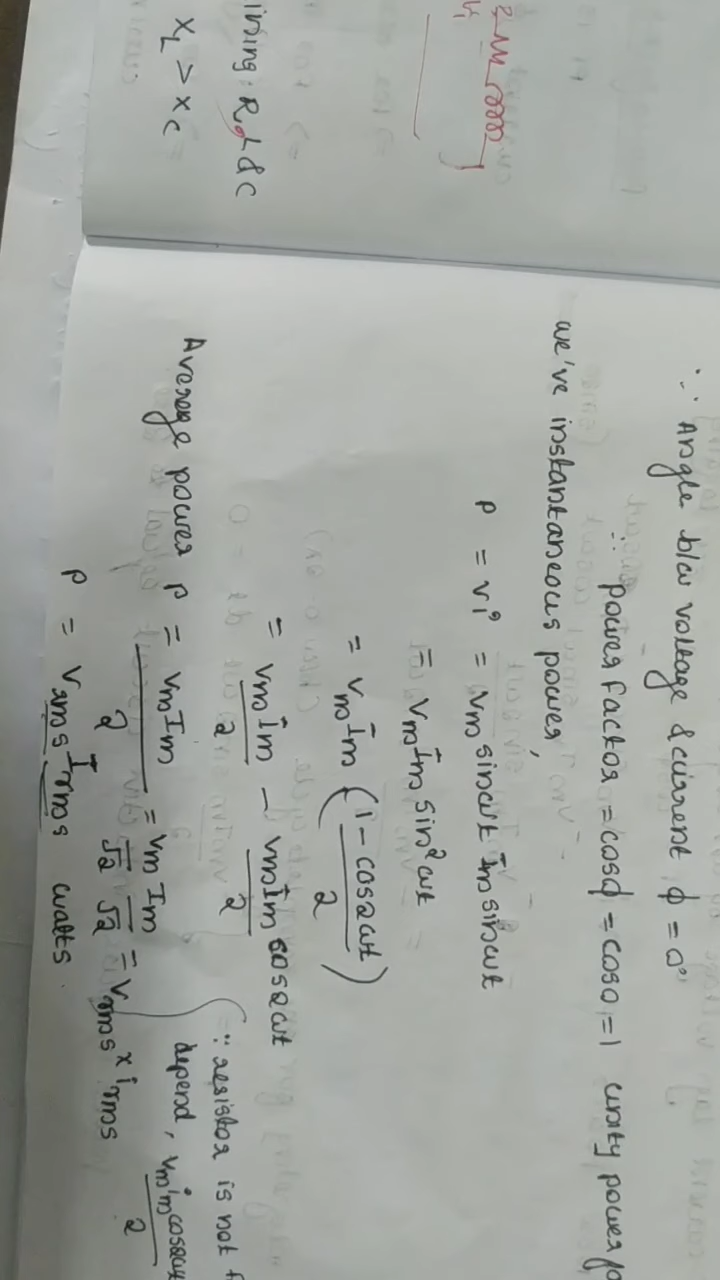 R, L & C
XL > Xc
∵ Angle b/w voltage & current φ = 0°
∴ power factor = cosφ = cos0 = 1 unity power
we've instantaneous power,
P = vi = Vm sinωt Im sinωt
= VmIm sin²ωt
= VmIm (1 - cos2ωt / 2)
= VmIm / 2 - VmIm / 2 cos2ωt
∵ resistor is not
depend, VmIm cos2ωt / 2
Average power P = VmIm / 2 = Vm / √2 Im / √2 = Vrms × irms
P = Vrms Irms watts.